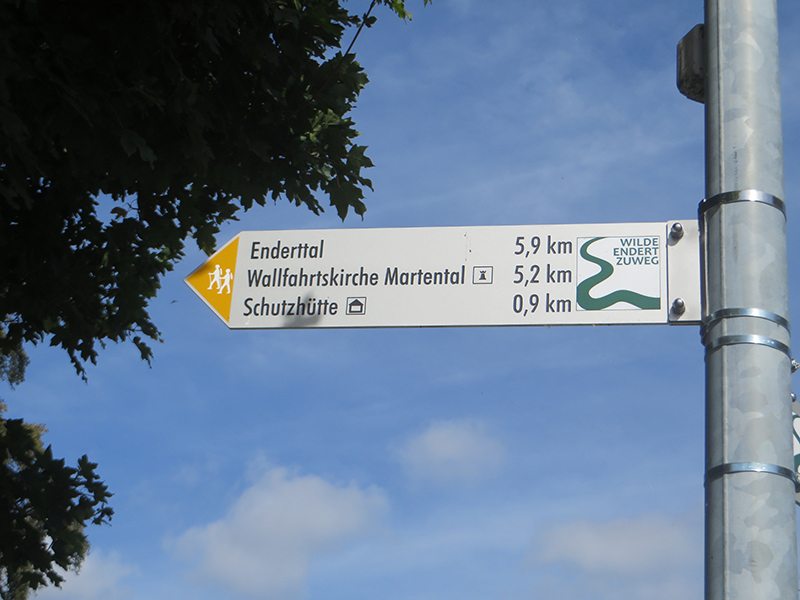 Enderttal 5,9 km
Wallfahrtskirche Martental 5,2 km
Schutzhütte 0,9 km
WILDE
ENDERT
ZUWEG